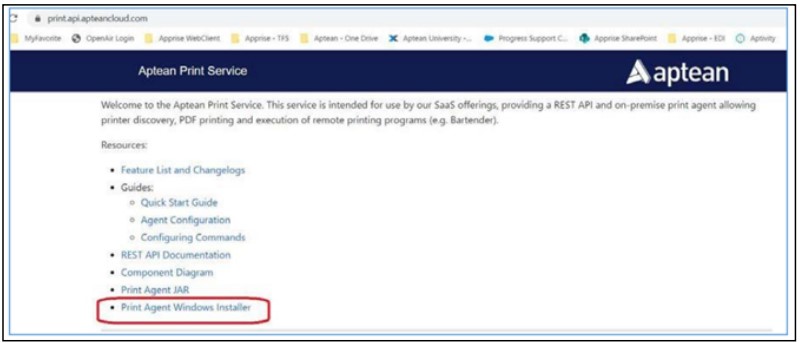 print.api.apteancloud.com
MyFavorite OpenAir Login Apprise WebClient Apprise - TFS Aptean - One Drive Aptean University -... Progress Support C... Apprise SharePoint Apprise - EDI Aptivity
Aptean Print Service aptean
Welcome to the Aptean Print Service. This service is intended for use by our SaaS offerings, providing a REST API and on-premise print agent allowing
printer discovery, PDF printing and execution of remote printing programs (e.g. Bartender).
Resources:
• Feature List and Changelogs
• Guides:
◦ Quick Start Guide
◦ Agent Configuration
◦ Configuring Commands
• REST API Documentation
• Component Diagram
• Print Agent JAR
• Print Agent Windows Installer